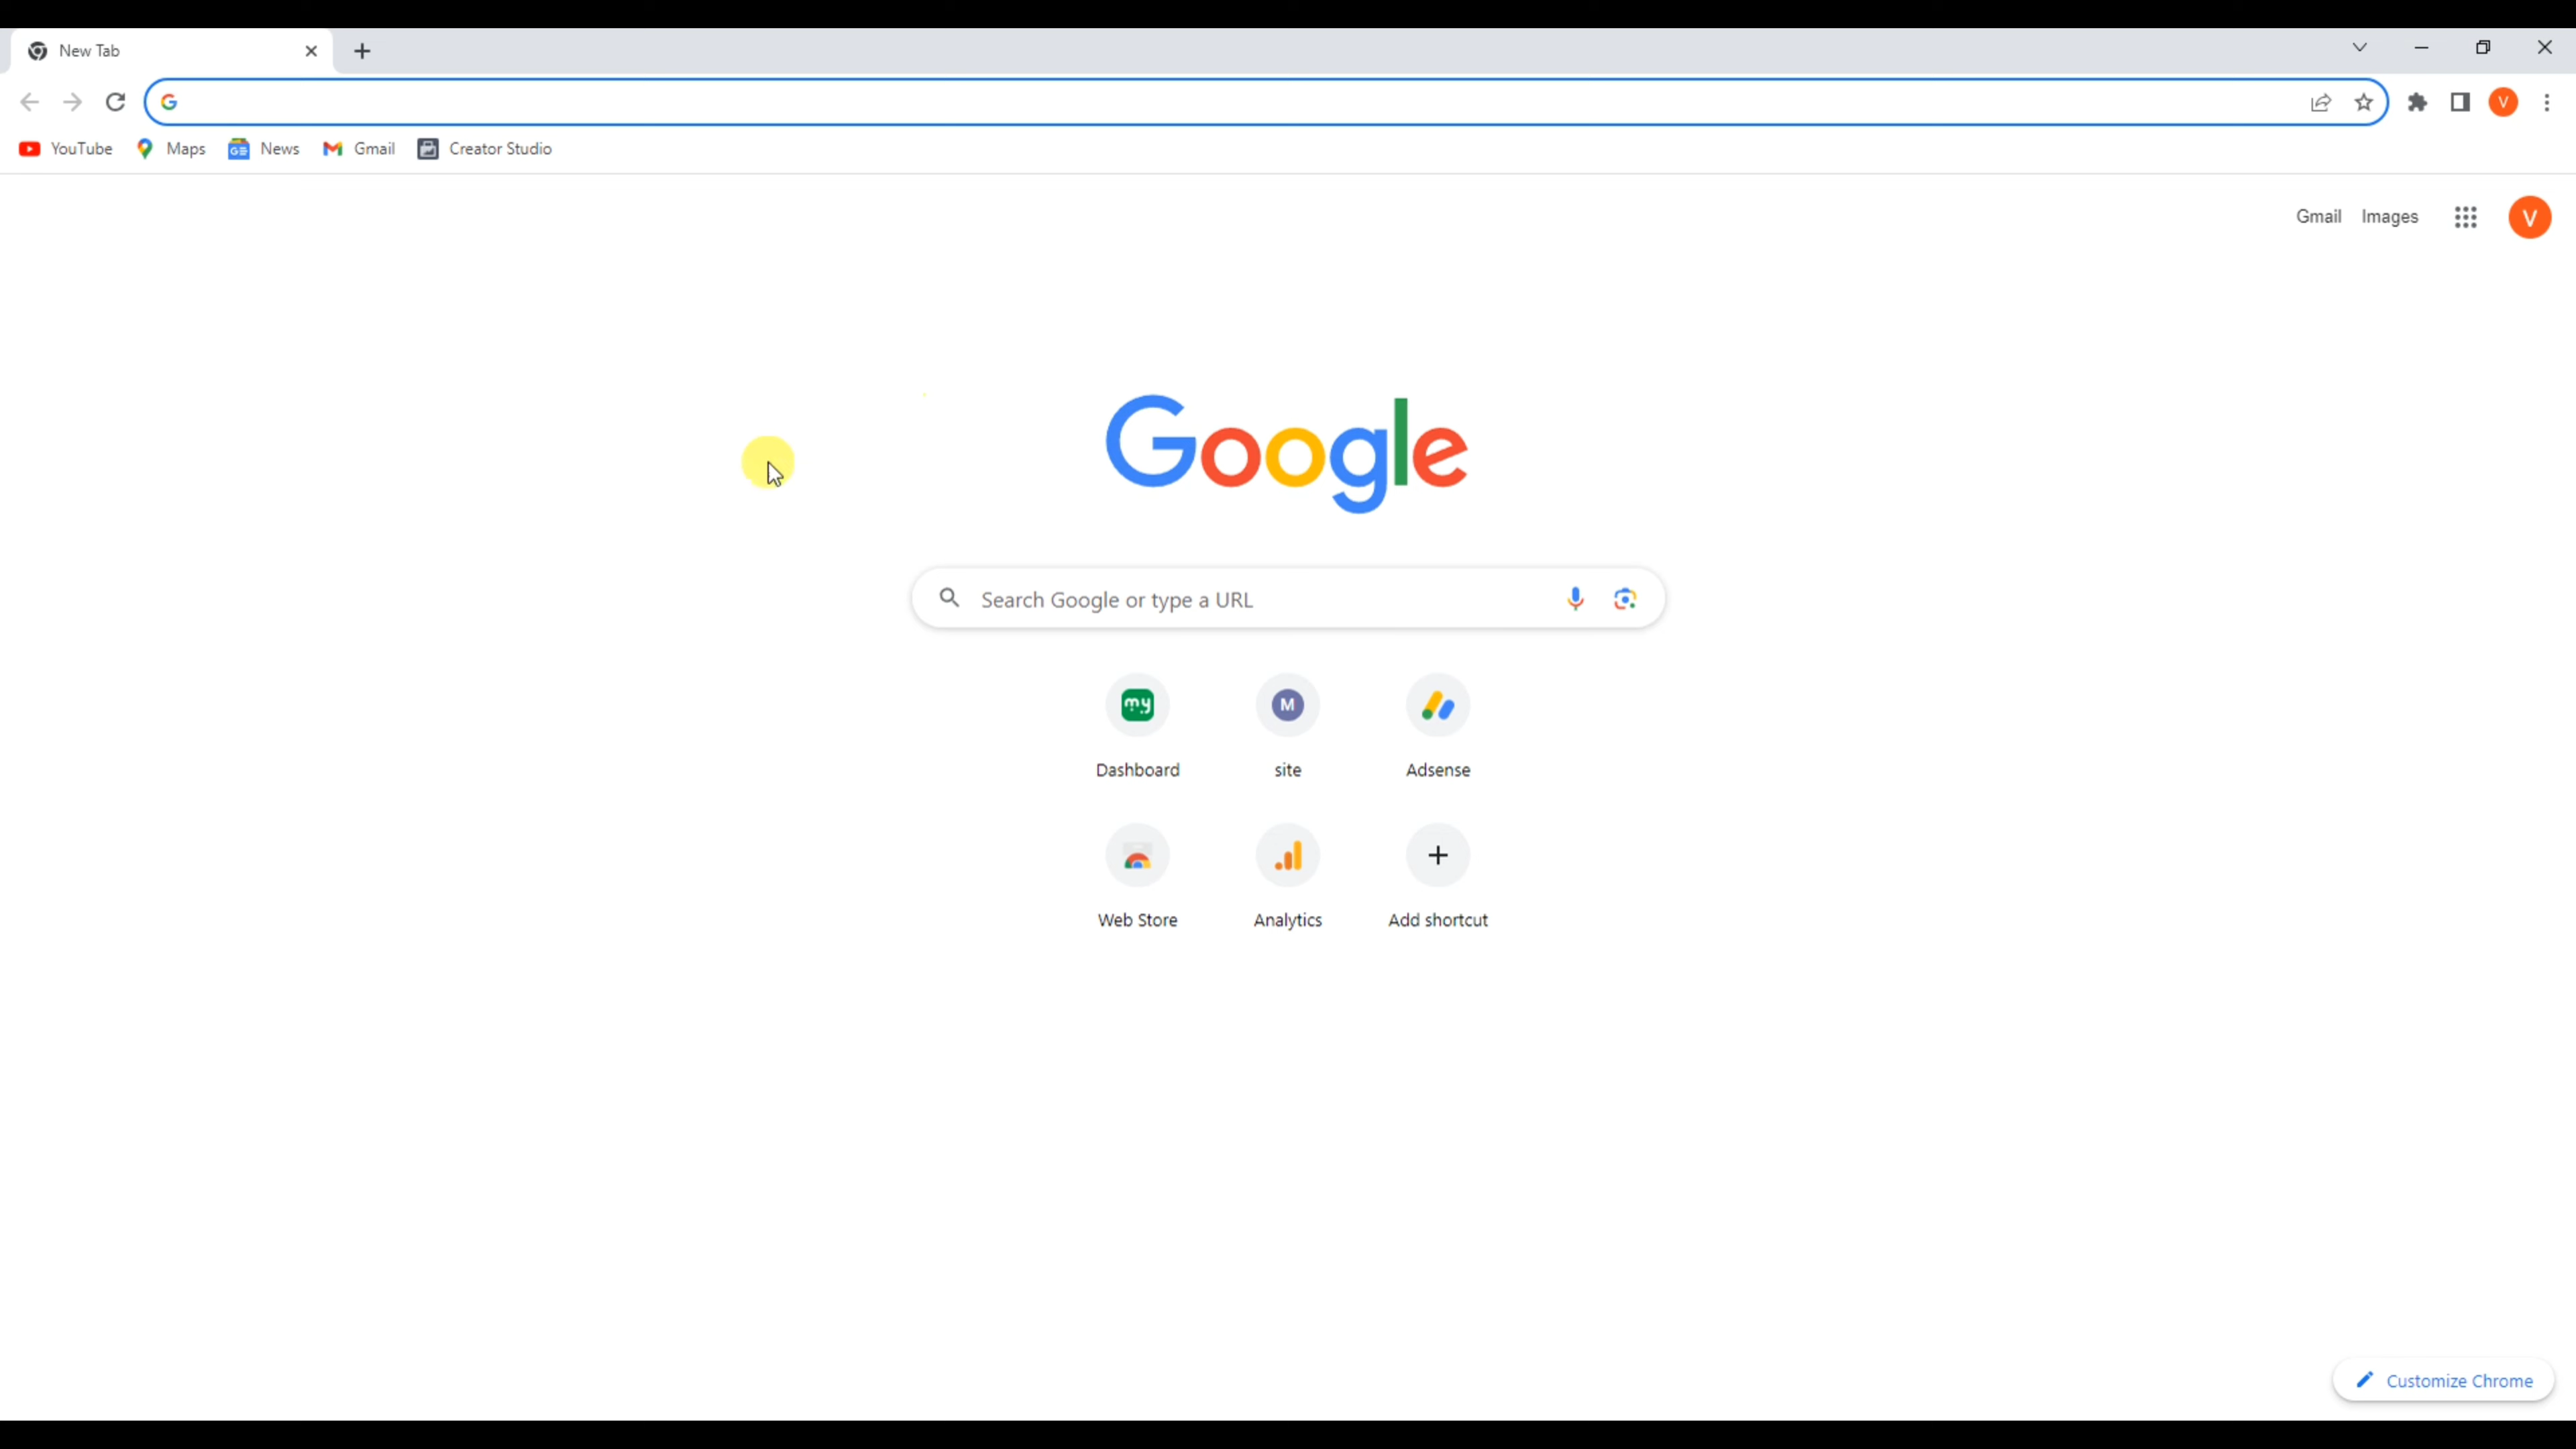 New Tab
YouTube Maps News Gmail Creator Studio
V
Gmail Images V
Google
Search Google or type a URL
my M
Dashboard site Adsense
Web Store Analytics Add shortcut
Customize Chrome